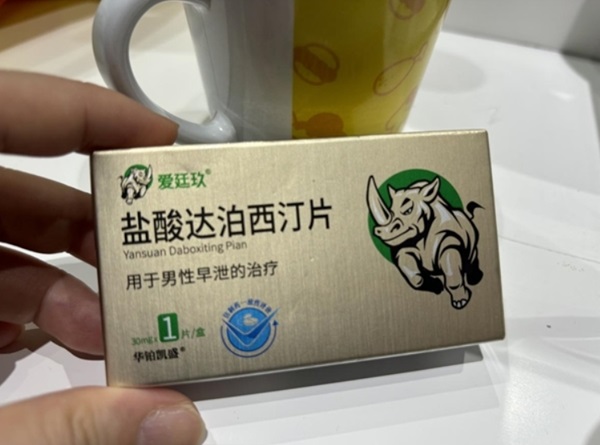 爱廷玖®
盐酸达泊西汀片
Yansuan Daboxiting Pian
用于男性早泄的治疗
30mg x 1 片/盒
华铂凯盛®